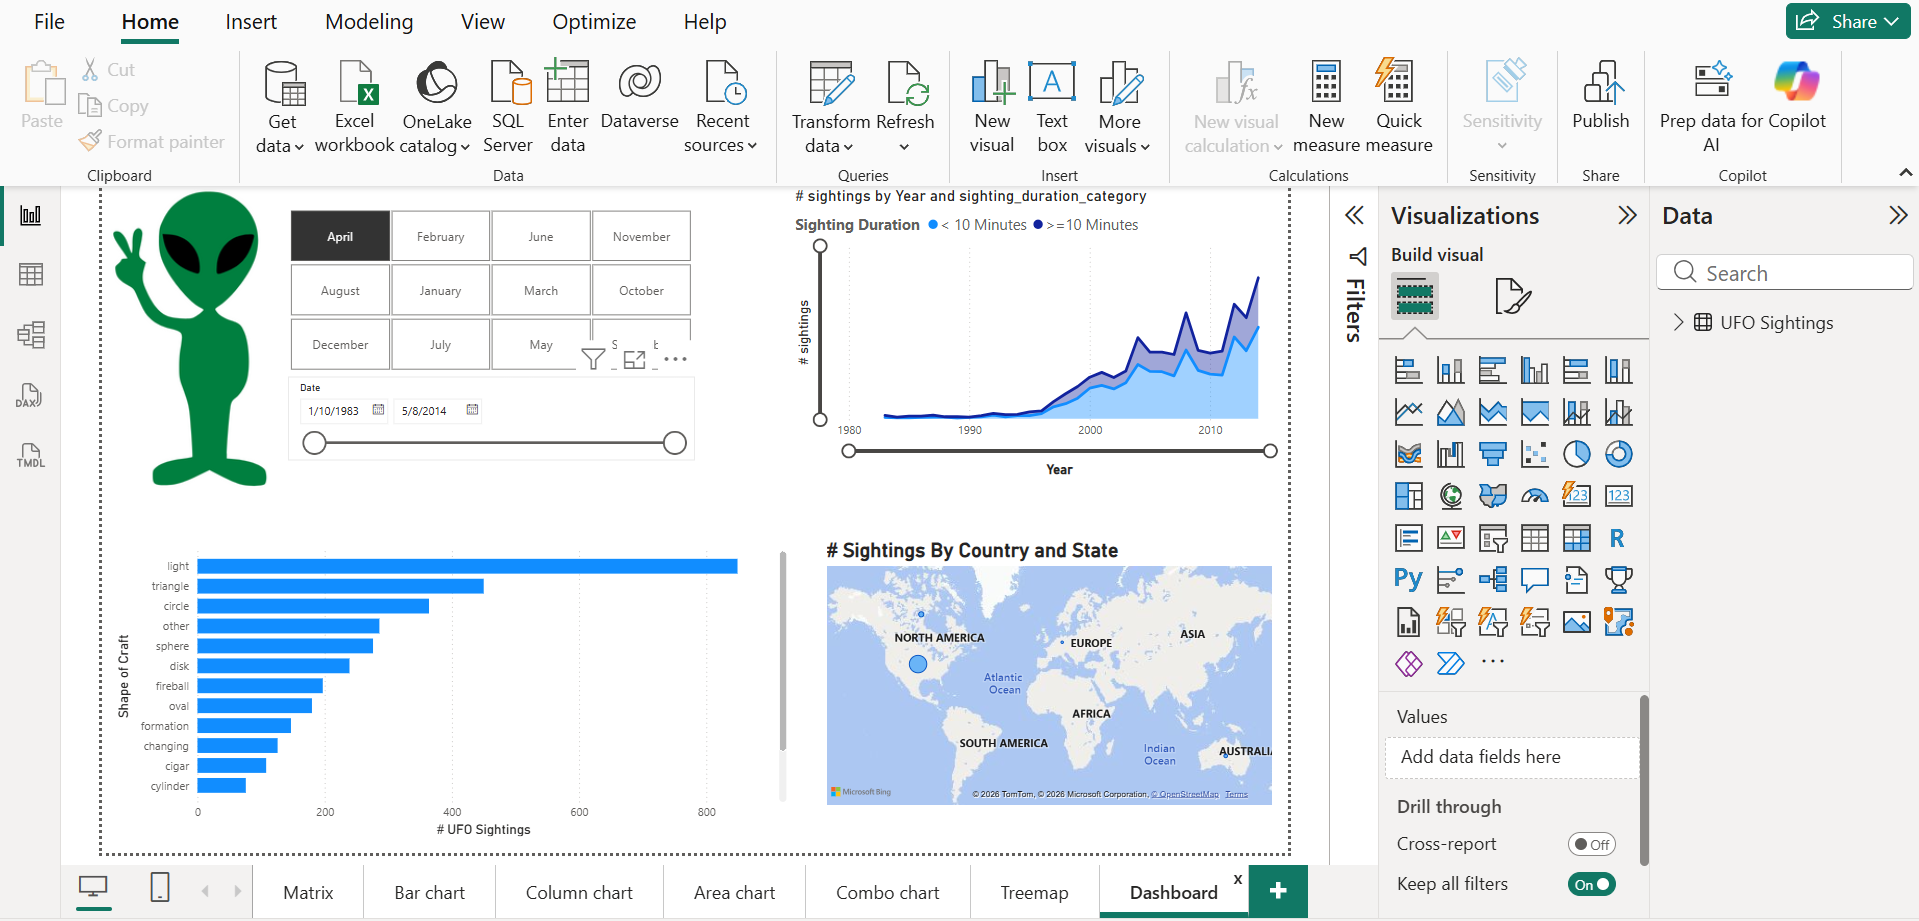 File Home Insert Modeling View Optimize Help Share
Paste
Cut
Copy
Format painter
Clipboard
Get data
Excel workbook
OneLake catalog
SQL Server
Enter data
Dataverse
Recent sources
Data
Transform data
Refresh
Queries
New visual
Text box
More visuals
Insert
New visual calculation
New measure
Quick measure
Calculations
Sensitivity
Sensitivity
Publish
Share
Prep data for AI
Copilot
Copilot
DAX
TMDL
April February June November
August January March October
December July May
Date
1/10/1983 5/8/2014
# sightings by Year and sighting_duration_category
Sighting Duration < 10 Minutes >=10 Minutes
# sightings
1980 1990 2000 2010
Year
Shape of Craft
light
triangle
circle
other
sphere
disk
fireball
oval
formation
changing
cigar
cylinder
0 200 400 600 800
# UFO Sightings
# Sightings By Country and State
NORTH AMERICA
EUROPE
ASIA
Atlantic
Ocean
AFRICA
SOUTH AMERICA
Indian
Ocean
AUSTRALI
Microsoft Bing
© 2026 TomTom, © 2026 Microsoft Corporation, © OpenStreetMap Terms
Filters
Visualizations
Build visual
123
123
R
Py
Values
Add data fields here
Drill through
Cross-report Off
Keep all filters On
Data
Search
UFO Sightings
Matrix Bar chart Column chart Area chart Combo chart Treemap Dashboard x +